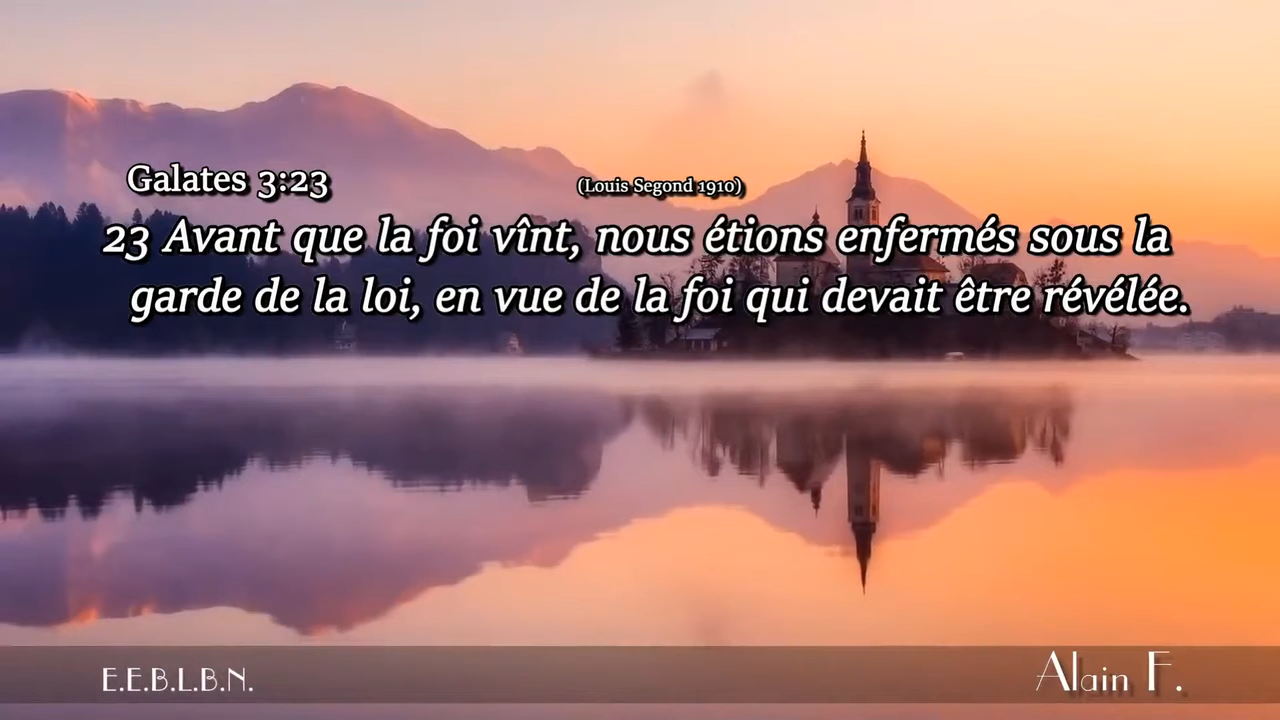 Galates 3:23 (Louis Segond 1910)
23 Avant que la foi vînt, nous étions enfermés sous la
garde de la loi, en vue de la foi qui devait être révélée.
E.E.B.L.B.N. Alain F.